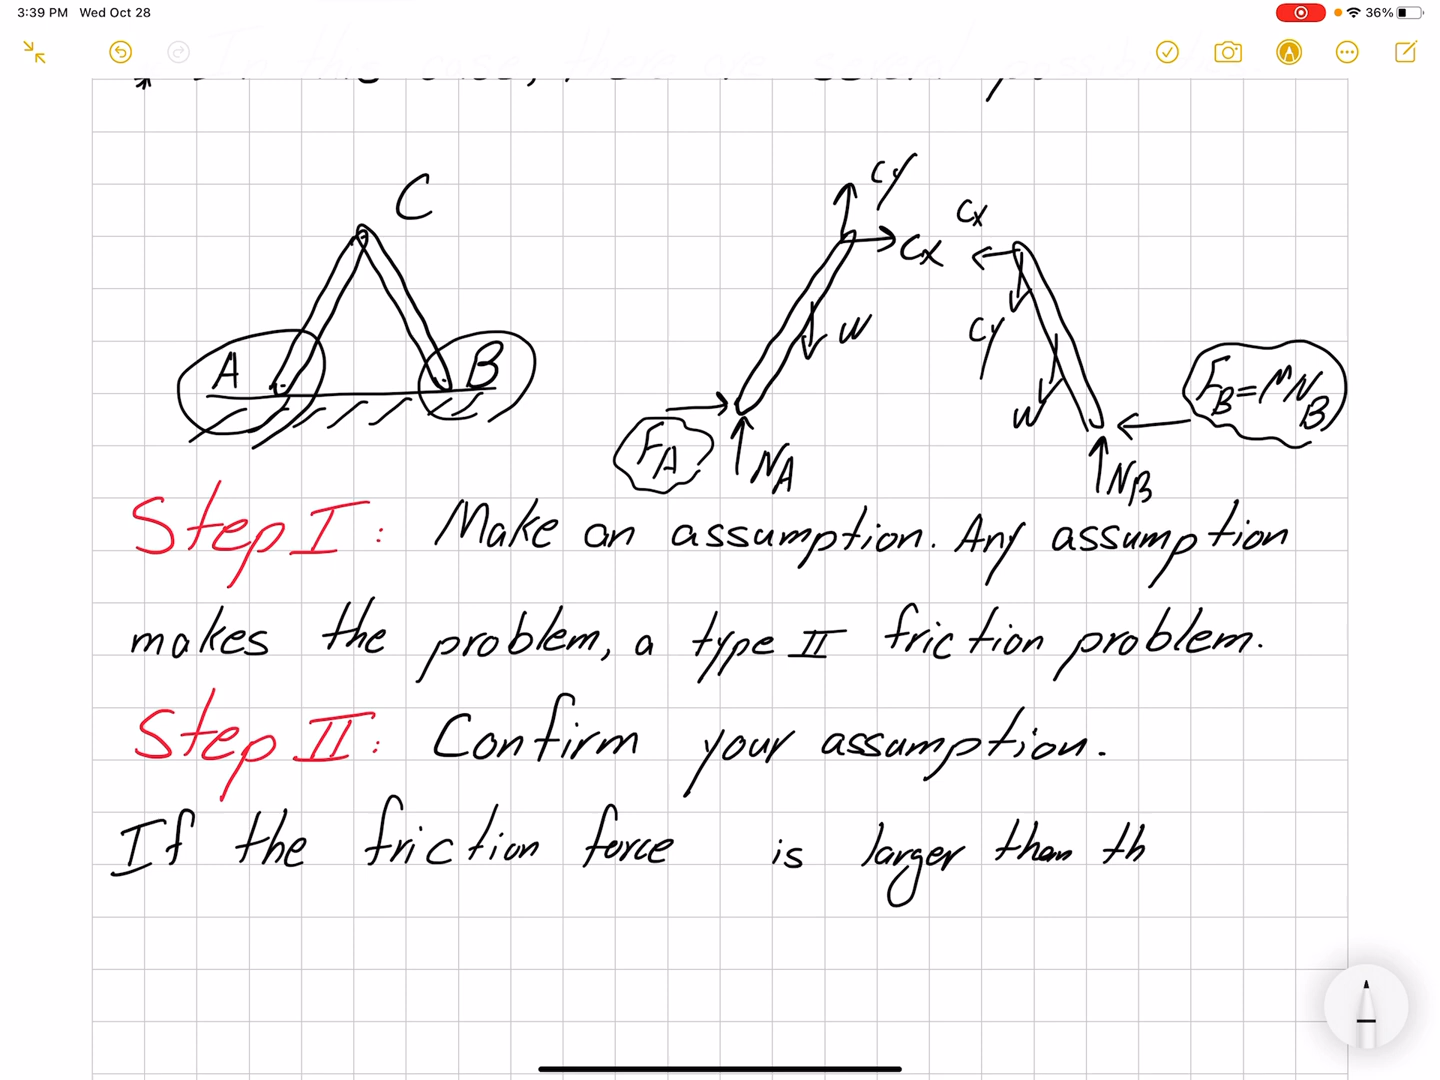 3:39 PM Wed Oct 28
36%
C
A
B
Cy
Cx
W
FA
NA
Cx
Cy
W
FB=μNB
NB
Step I: Make an assumption. Any assumption
makes the problem, a type II friction problem.
Step II: Confirm your assumption.
If the friction force is larger than th